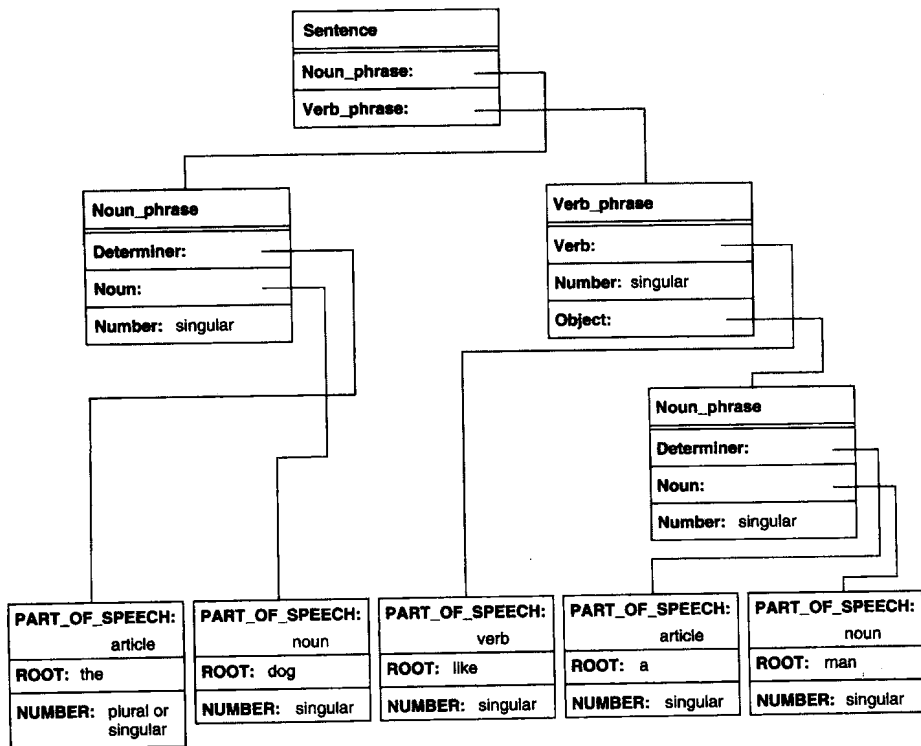 Sentence
Noun_phrase:
Verb_phrase:
Noun_phrase
Determiner:
Noun:
Number: singular
Verb_phrase
Verb:
Number: singular
Object:
Noun_phrase
Determiner:
Noun:
Number: singular
PART_OF_SPEECH:
article
ROOT: the
NUMBER: plural or
singular
PART_OF_SPEECH:
noun
ROOT: dog
NUMBER: singular
PART_OF_SPEECH:
verb
ROOT: like
NUMBER: singular
PART_OF_SPEECH:
article
ROOT: a
NUMBER: singular
PART_OF_SPEECH:
noun
ROOT: man
NUMBER: singular